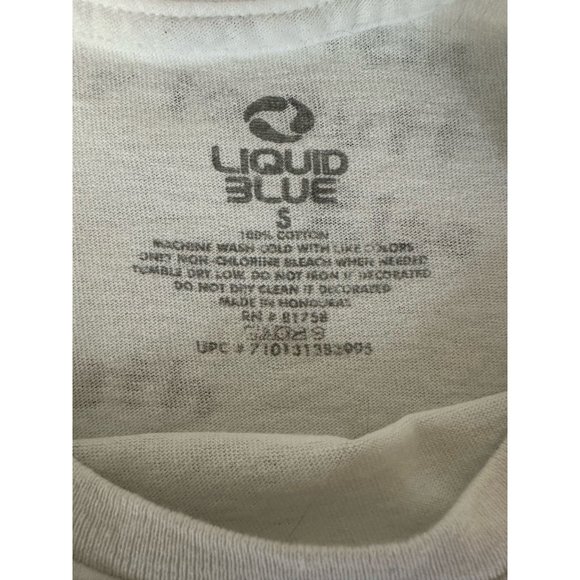 LIQUID
BLUE
S
100% COTTON
MACHINE WASH COLD WITH LIKE COLORS
ONLY NON-CHLORINE BLEACH WHEN NEEDED
TUMBLE DRY LOW. DO NOT IRON IF DECORATED
DO NOT DRY CLEAN IF DECORATED
MADE IN HONDURAS
RN # 81758
UPC #